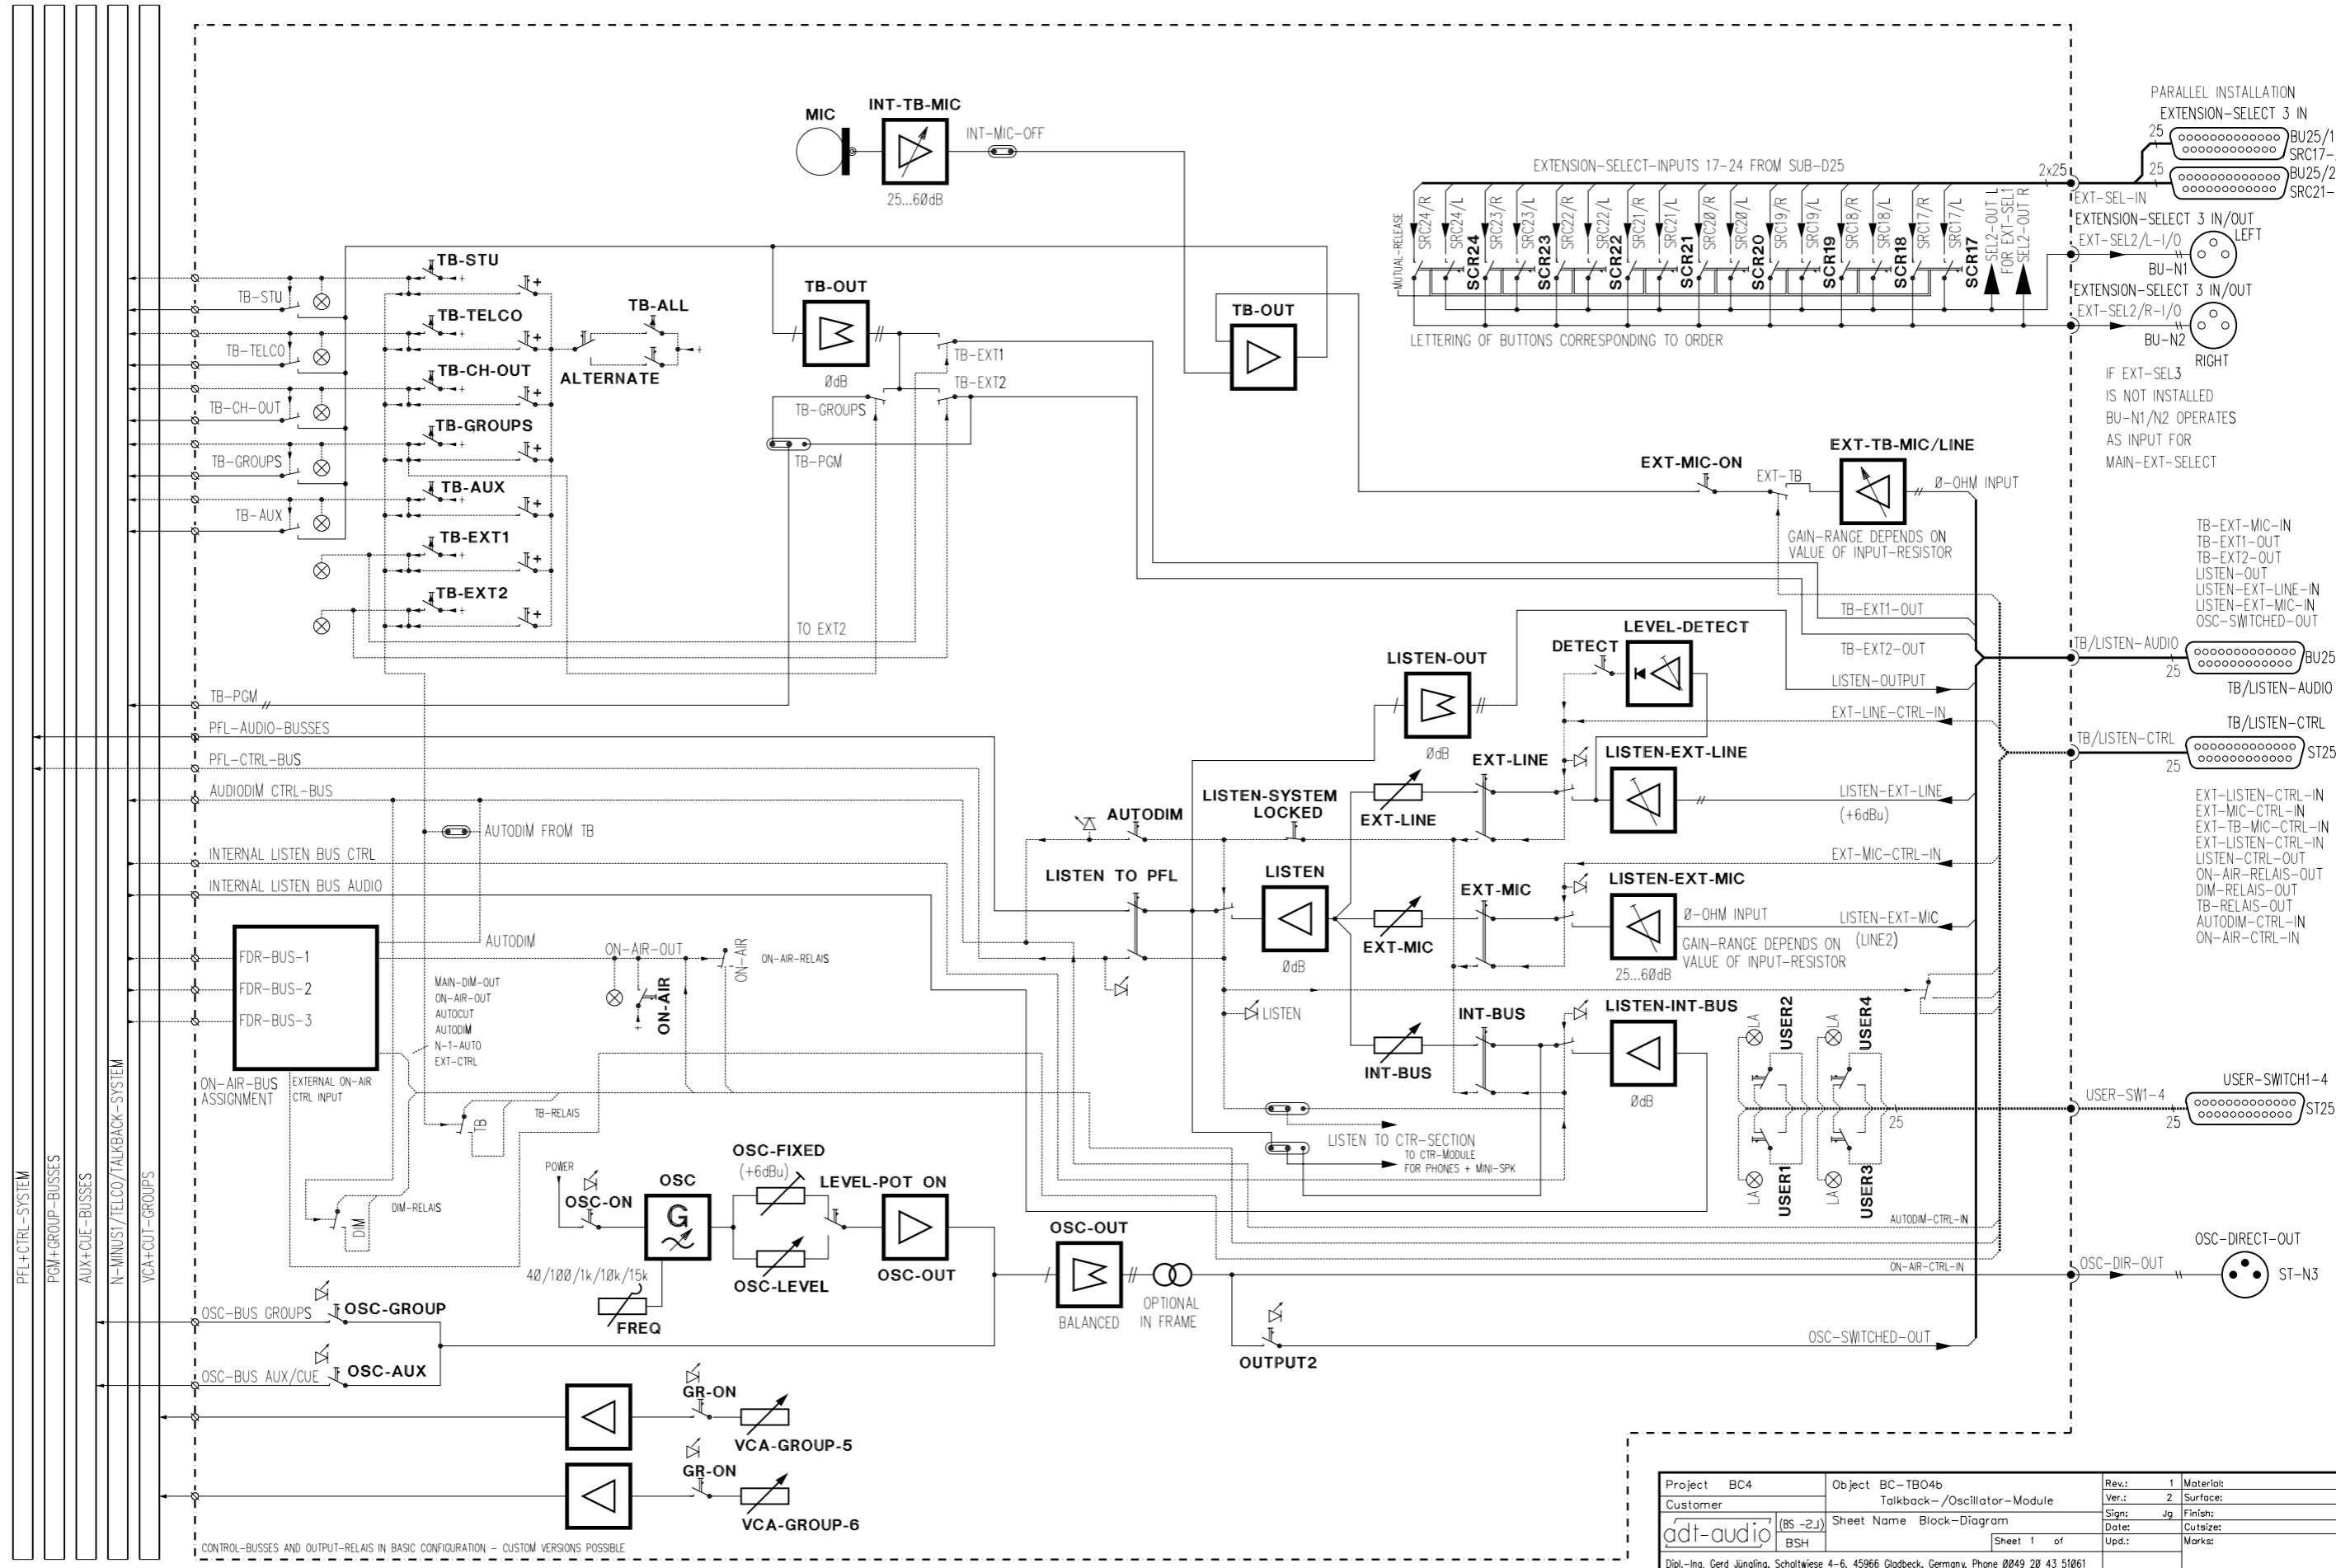 MIC
INT-TB-MIC
INT-MIC-OFF
25...60dB
PARALLEL INSTALLATION
EXTENSION-SELECT 3 IN
25
BU25/1
SRC17-
25
BU25/2
SRC21-
EXTENSION-SELECT-INPUTS 17-24 FROM SUB-D25
2x25
EXT-SEL-IN
MUTUAL-RELEASE
SRC24/R
SRC24/L
SRC23/R
SRC23/L
SRC22/R
SRC22/L
SRC21/R
SRC21/L
SRC20/R
SRC20/L
SRC19/R
SRC19/L
SRC18/R
SRC18/L
SRC17/R
SRC17/L
SCR24
SCR23
SCR22
SCR21
SCR20
SCR19
SCR18
SCR17
SEL2-OUT L
FOR EXT-SEL1
SEL2-OUT R
EXTENSION-SELECT 3 IN/OUT
LEFT
EXT-SEL2/L-I/O
BU-N1
EXTENSION-SELECT 3 IN/OUT
EXT-SEL2/R-I/O
BU-N2
RIGHT
LETTERING OF BUTTONS CORRESPONDING TO ORDER
IF EXT-SEL3
IS NOT INSTALLED
BU-N1/N2 OPERATES
AS INPUT FOR
MAIN-EXT-SELECT
TB-STU
TB-STU
TB-TELCO
TB-TELCO
TB-CH-OUT
TB-CH-OUT
TB-GROUPS
TB-GROUPS
TB-AUX
TB-AUX
TB-EXT1
TB-EXT2
TB-ALL
ALTERNATE
TB-OUT
0dB
TB-EXT1
TB-EXT2
TB-GROUPS
TB-PGM
TO EXT2
TB-OUT
EXT-MIC-ON
EXT-TB
EXT-TB-MIC/LINE
0-OHM INPUT
GAIN-RANGE DEPENDS ON
VALUE OF INPUT-RESISTOR
TB-EXT-MIC-IN
TB-EXT1-OUT
TB-EXT2-OUT
LISTEN-OUT
LISTEN-EXT-LINE-IN
LISTEN-EXT-MIC-IN
OSC-SWITCHED-OUT
TB-EXT1-OUT
TB-EXT2-OUT
LISTEN-OUTPUT
EXT-LINE-CTRL-IN
TB/LISTEN-AUDIO
25
BU25
TB/LISTEN-AUDIO
TB/LISTEN-CTRL
TB/LISTEN-CTRL
25
ST25
EXT-LISTEN-CTRL-IN
EXT-MIC-CTRL-IN
EXT-TB-MIC-CTRL-IN
EXT-LISTEN-CTRL-IN
LISTEN-CTRL-OUT
ON-AIR-RELAIS-OUT
DIM-RELAIS-OUT
TB-RELAIS-OUT
AUTODIM-CTRL-IN
ON-AIR-CTRL-IN
TB-PGM
PFL-AUDIO-BUSSES
PFL-CTRL-BUS
AUDIODIM CTRL-BUS
AUTODIM FROM TB
INTERNAL LISTEN BUS CTRL
INTERNAL LISTEN BUS AUDIO
LEVEL-DETECT
DETECT
LISTEN-OUT
0dB
EXT-LINE
LISTEN-EXT-LINE
LISTEN-EXT-LINE
(+6dBu)
LISTEN-SYSTEM
LOCKED
EXT-LINE
AUTODIM
LISTEN TO PFL
LISTEN
0dB
EXT-MIC
EXT-MIC
EXT-MIC-CTRL-IN
LISTEN-EXT-MIC
0-OHM INPUT
LISTEN-EXT-MIC
(LINE2)
GAIN-RANGE DEPENDS ON
VALUE OF INPUT-RESISTOR
25...60dB
LISTEN
INT-BUS
INT-BUS
LISTEN-INT-BUS
0dB
LISTEN TO CTR-SECTION
TO CTR-MODULE
FOR PHONES + MINI-SPK
LA
USER2
LA
USER4
LA
USER1
LA
USER3
25
USER-SW1-4
USER-SWITCH1-4
25
ST25
FDR-BUS-1
FDR-BUS-2
FDR-BUS-3
ON-AIR-BUS
ASSIGNMENT
EXTERNAL ON-AIR
CTRL INPUT
AUTODIM
MAIN-DIM-OUT
ON-AIR-OUT
AUTOCUT
AUTODIM
N-1-AUTO
EXT-CTRL
ON-AIR-OUT
ON-AIR
ON-AIR
ON-AIR-RELAIS
TB
TB-RELAIS
DIM
DIM-RELAIS
POWER
OSC-ON
OSC
G
40/100/1k/10k/15k
FREQ
OSC-FIXED
(+6dBu)
OSC-LEVEL
LEVEL-POT ON
OSC-OUT
OSC-OUT
BALANCED
OPTIONAL
IN FRAME
OUTPUT2
AUTODIM-CTRL-IN
ON-AIR-CTRL-IN
OSC-SWITCHED-OUT
OSC-DIR-OUT
OSC-DIRECT-OUT
ST-N3
OSC-BUS GROUPS
OSC-GROUP
OSC-BUS AUX/CUE
OSC-AUX
GR-ON
VCA-GROUP-5
GR-ON
VCA-GROUP-6
PFL+CTRL-SYSTEM
PGM+GROUP-BUSSES
AUX+CUE-BUSSES
N-MINUS1/TELCO/TALKBACK-SYSTEM
VCA+CUT-GROUPS
CONTROL-BUSSES AND OUTPUT-RELAIS IN BASIC CONFIGURATION - CUSTOM VERSIONS POSSIBLE
Project BC4
Object BC-TB04b
Talkback-/Oscillator-Module
Customer
adt-audio
(BS -2J)
BSH
Sheet Name Block-Diagram
Sheet 1 of
Rev.: 1
Ver.: 2
Sign: Jg
Date:
Upd.:
Material:
Surface:
Finish:
Cutsize:
Marks:
Dipl.-Ing. Gerd Jüngling, Scholtwiese 4-6, 45966 Gladbeck, Germany, Phone 0049 20 43 51061